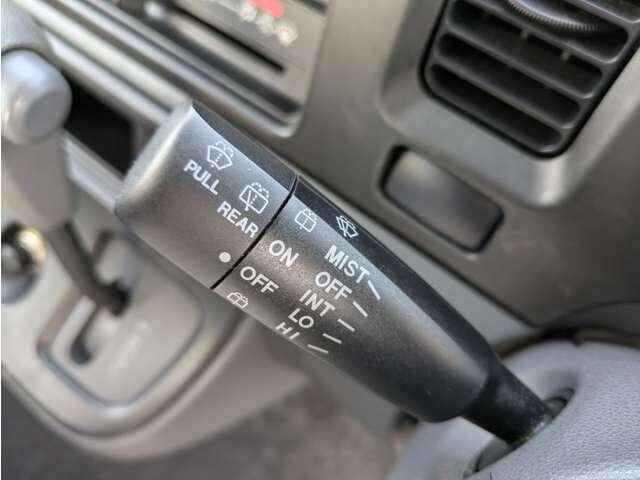 PULL
REAR
ON
OFF
MIST
OFF
INT
LO
HI